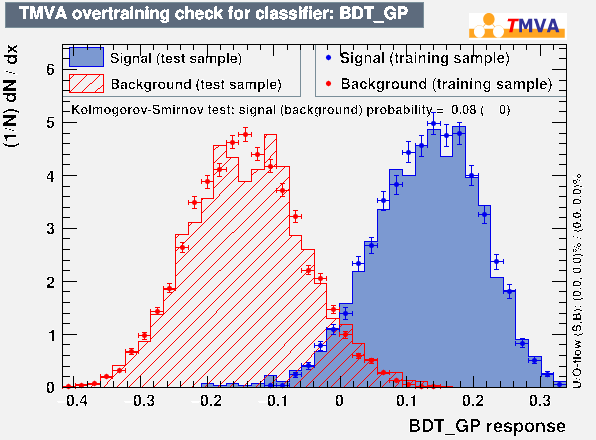 TMVA overtraining check for classifier: BDT_GP
TMVA
Signal (test sample)
Background (test sample)
Signal (training sample)
Background (training sample)
Kolmogorov-Smirnov test: signal (background) probability = 0.08 ( 0)
(1/N) dN / dx
6
5
4
3
2
1
0
-0.4 -0.3 -0.2 -0.1 0 0.1 0.2 0.3
BDT_GP response
U/O-flow (S,B): (0.0, 0.0)% / (0.0, 0.0)%